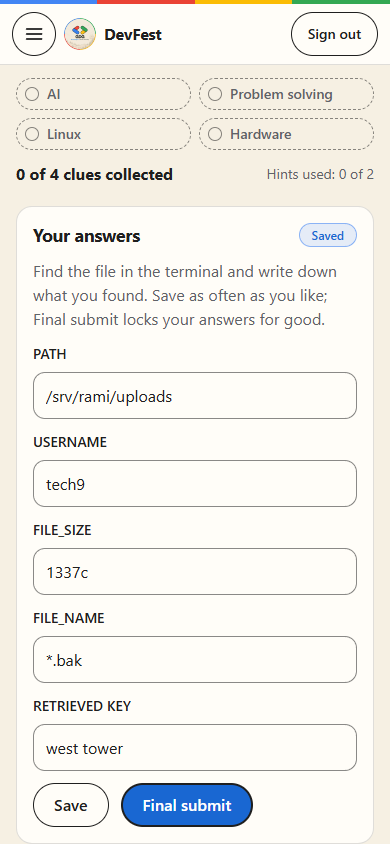 DevFest
Sign out
AI
Problem solving
Linux
Hardware
0 of 4 clues collected
Hints used: 0 of 2
Your answers
Saved
Find the file in the terminal and write down
what you found. Save as often as you like;
Final submit locks your answers for good.
PATH
/srv/rami/uploads
USERNAME
tech9
FILE_SIZE
1337c
FILE_NAME
*.bak
RETRIEVED KEY
west tower
Save
Final submit